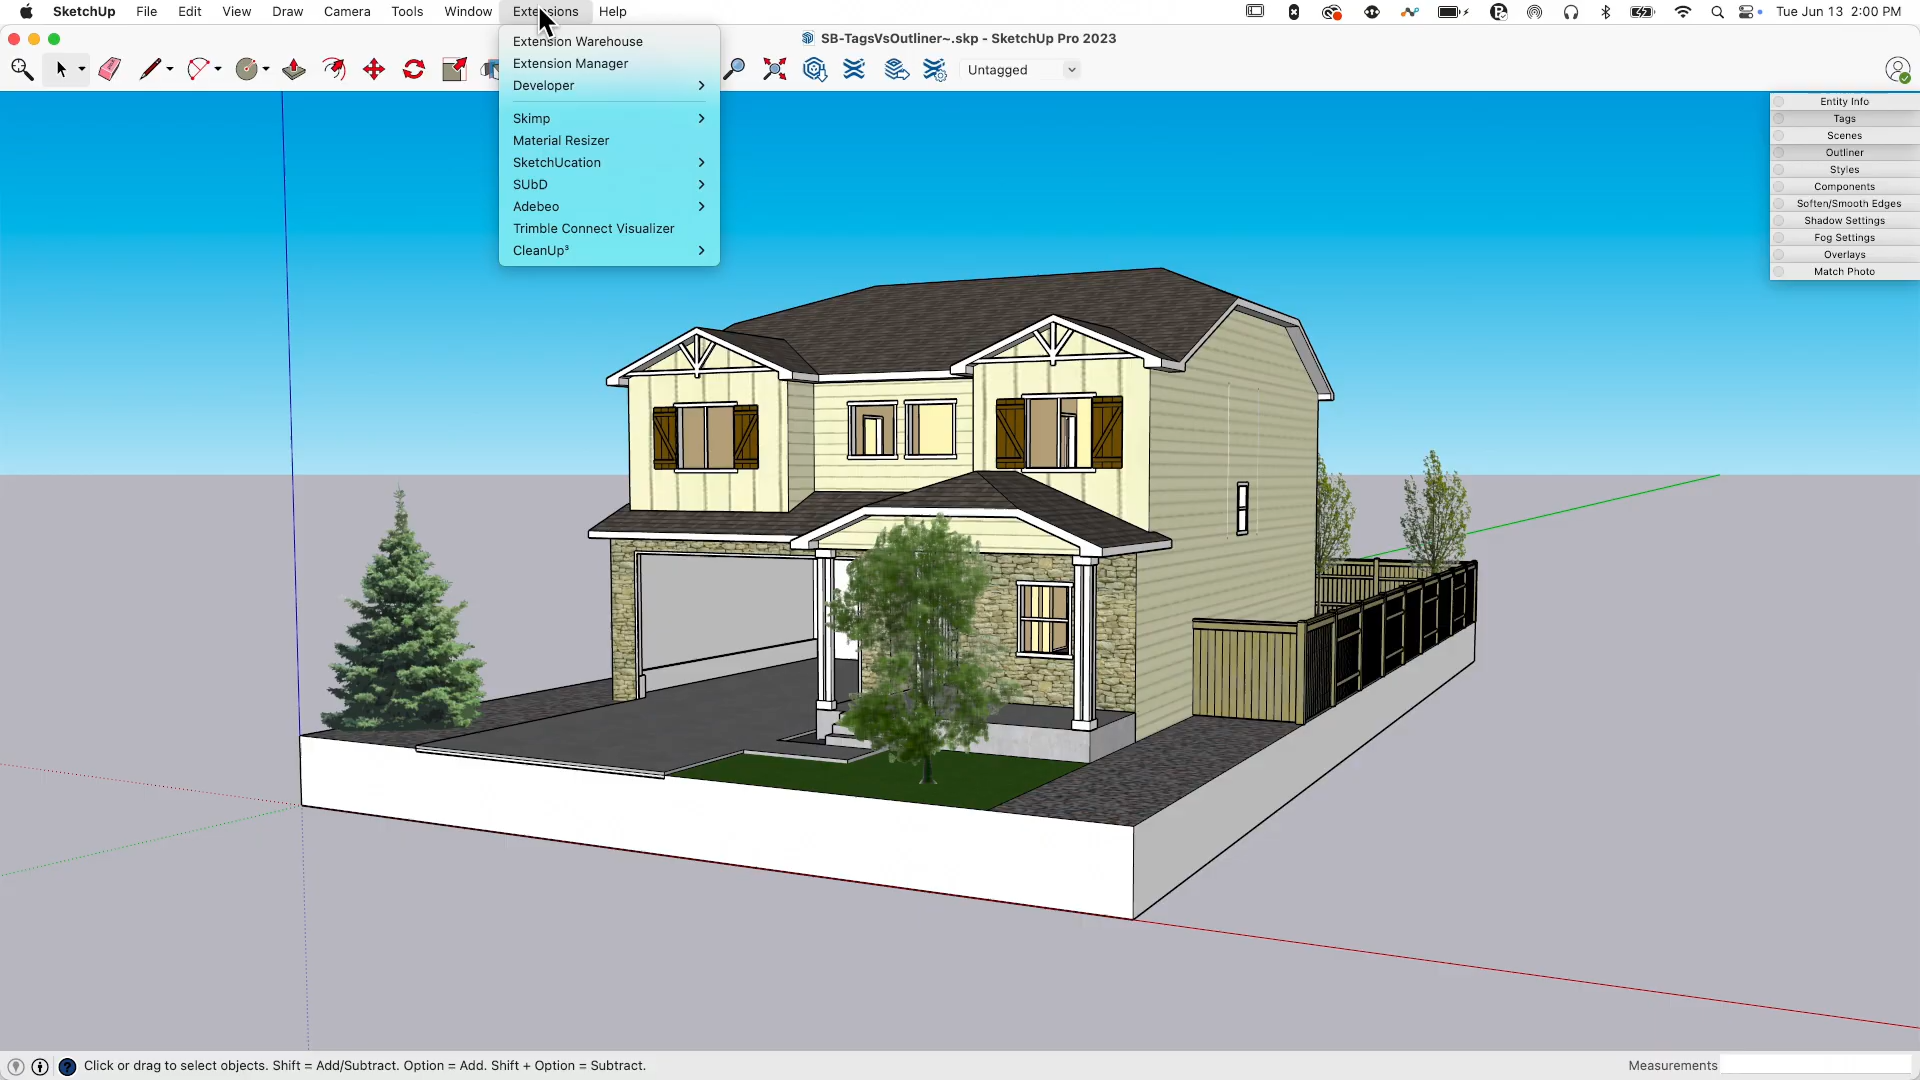 SketchUp File Edit View Draw Camera Tools Window Extensions Help Tue Jun 13 2:00 PM
SB-TagsVsOutliner~.skp - SketchUp Pro 2023
Untagged
Extension Warehouse
Extension Manager
Developer
Skimp
Material Resizer
SketchUcation
SUbD
Adebeo
Trimble Connect Visualizer
CleanUp³
Entity Info
Tags
Scenes
Outliner
Styles
Components
Soften/Smooth Edges
Shadow Settings
Fog Settings
Overlays
Match Photo
Click or drag to select objects. Shift = Add/Subtract. Option = Add. Shift + Option = Subtract. Measurements